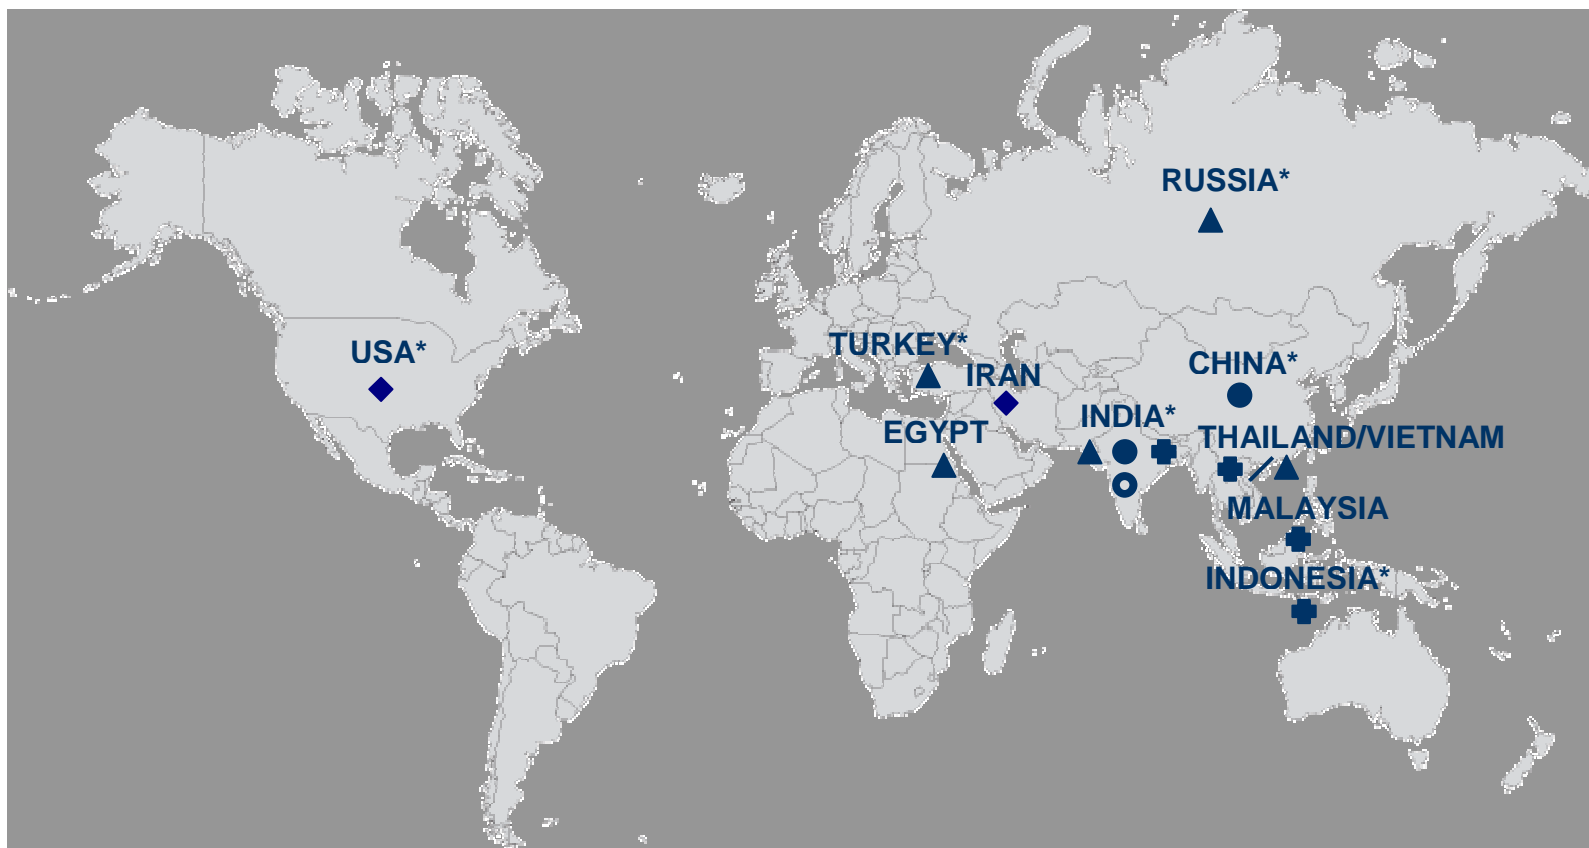 RUSSIA*
USA*
TURKEY*
IRAN
CHINA*
INDIA*
EGYPT
THAILAND/VIETNAM
MALAYSIA
INDONESIA*